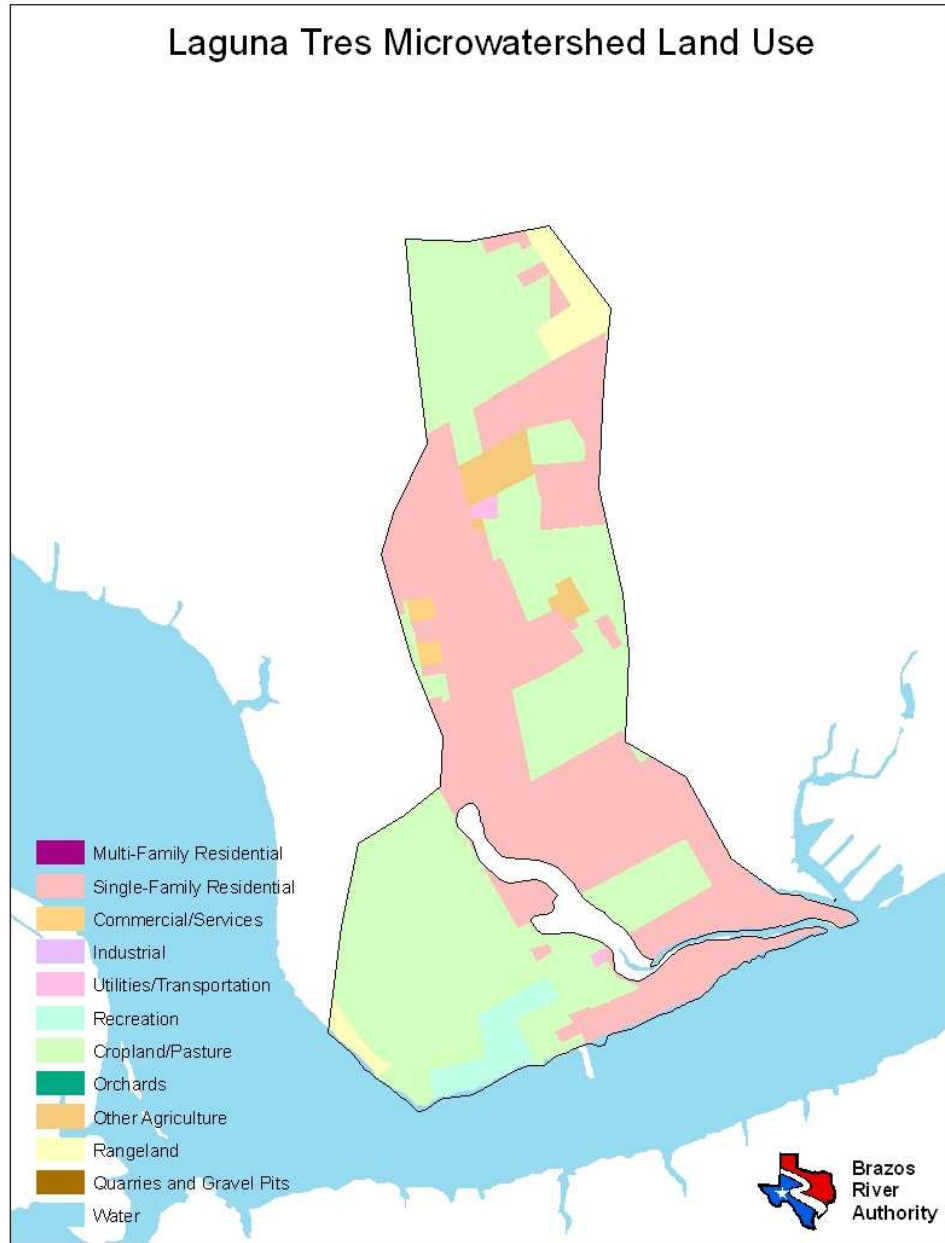 Laguna Tres Microwatershed Land Use
Multi-Family Residential
Single-Family Residential
Commercial/Services
Industrial
Utilities/Transportation
Recreation
Cropland/Pasture
Orchards
Other Agriculture
Rangeland
Quarries and Gravel Pits
Water
Brazos
River
Authority